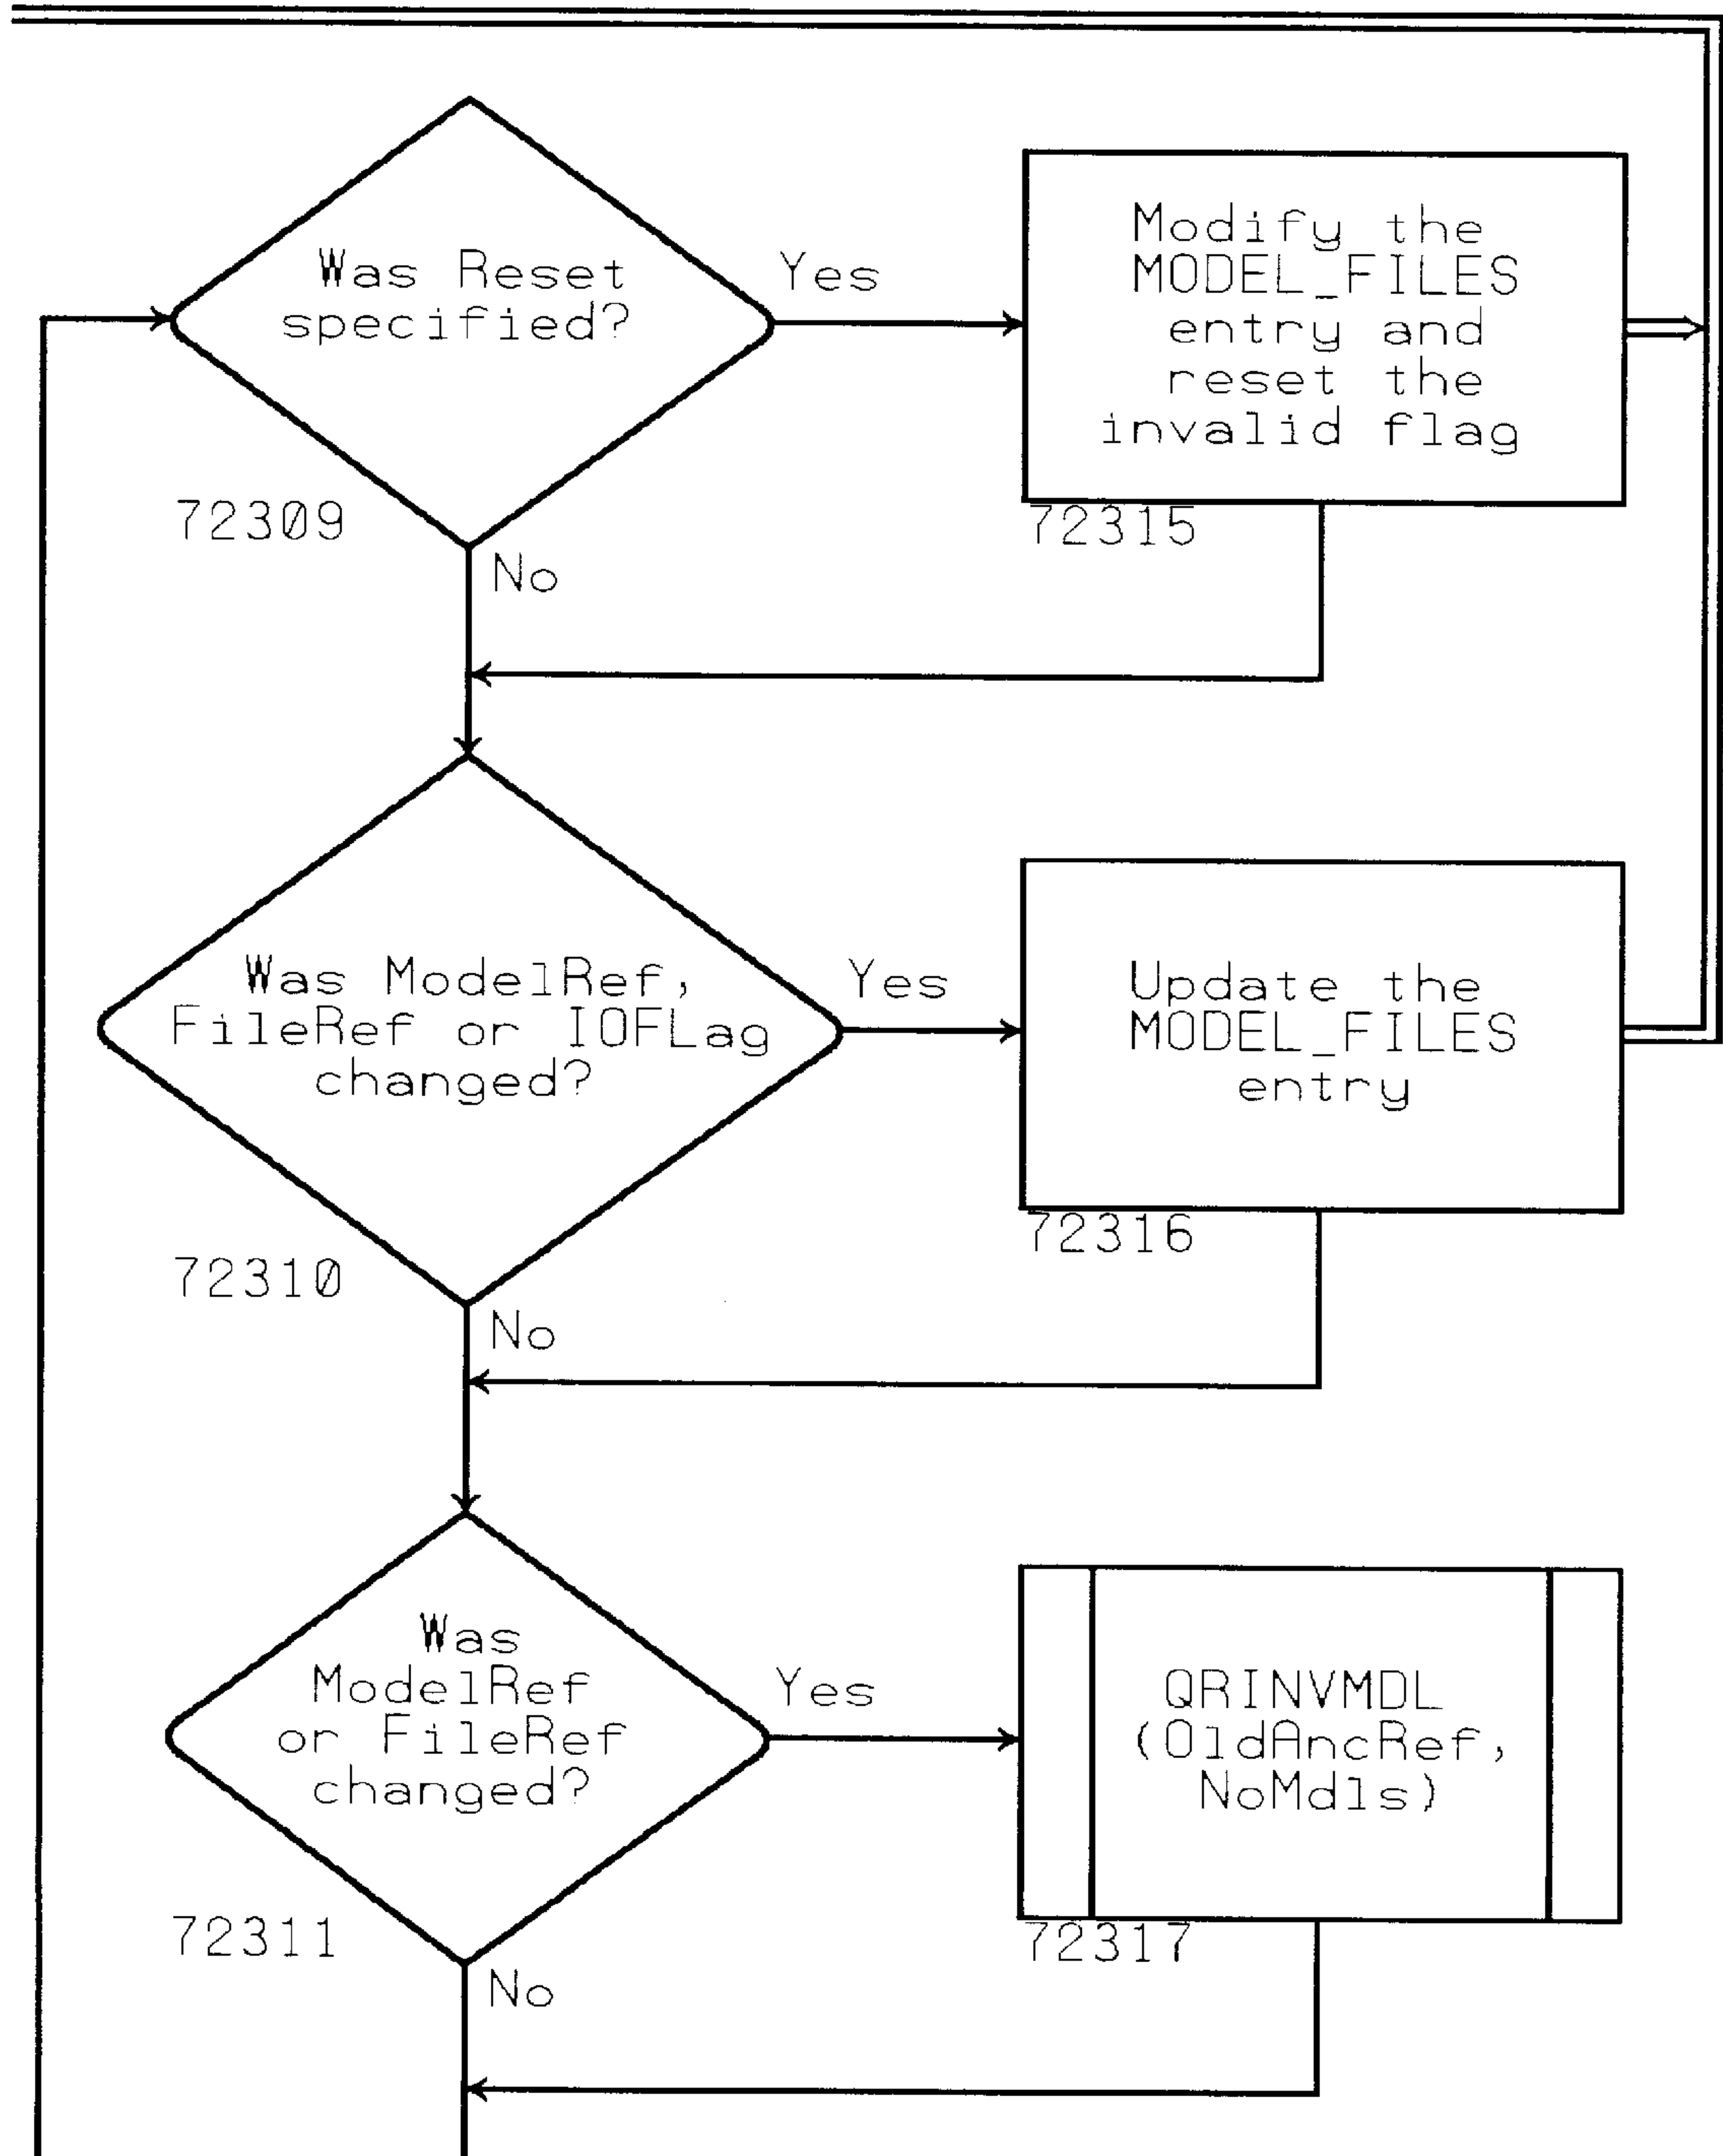 Was Reset
specified?
Yes
Modify the
MODEL_FILES
entry and
reset the
invalid flag
72309
72315
No
Was ModelRef,
FileRef or IOFLag
changed?
Yes
Update the
MODEL_FILES
entry
72310
72316
No
Was
ModelRef
or FileRef
changed?
Yes
QRINVMDL
(OldAncRef,
NoMdls)
72311
72317
No